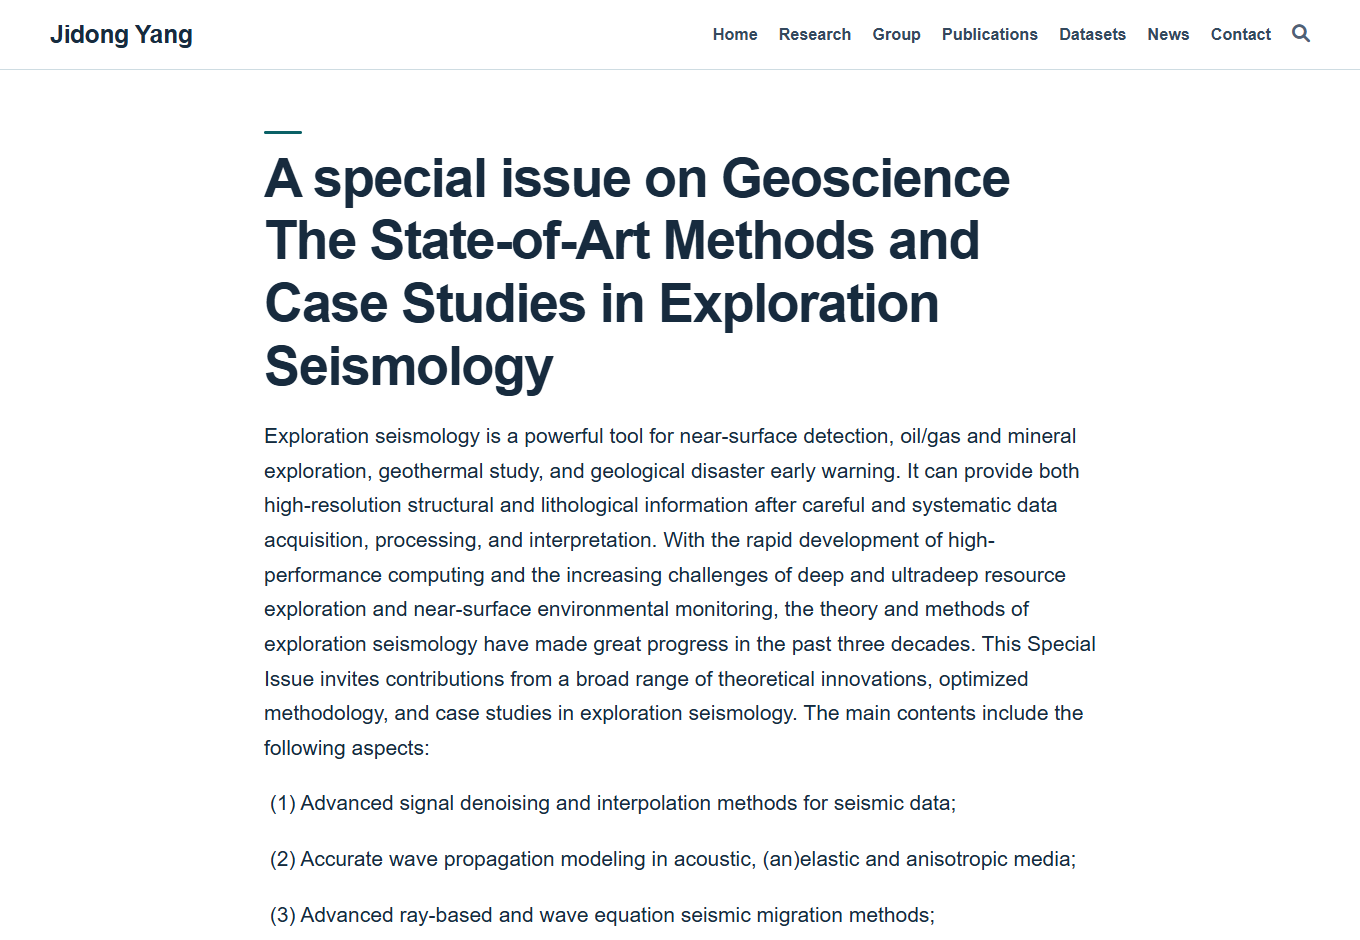 Jidong Yang
Home Research Group Publications Datasets News Contact
A special issue on Geoscience
The State-of-Art Methods and
Case Studies in Exploration
Seismology
Exploration seismology is a powerful tool for near-surface detection, oil/gas and mineral
exploration, geothermal study, and geological disaster early warning. It can provide both
high-resolution structural and lithological information after careful and systematic data
acquisition, processing, and interpretation. With the rapid development of high-
performance computing and the increasing challenges of deep and ultradeep resource
exploration and near-surface environmental monitoring, the theory and methods of
exploration seismology have made great progress in the past three decades. This Special
Issue invites contributions from a broad range of theoretical innovations, optimized
methodology, and case studies in exploration seismology. The main contents include the
following aspects:
(1) Advanced signal denoising and interpolation methods for seismic data;
(2) Accurate wave propagation modeling in acoustic, (an)elastic and anisotropic media;
(3) Advanced ray-based and wave equation seismic migration methods;